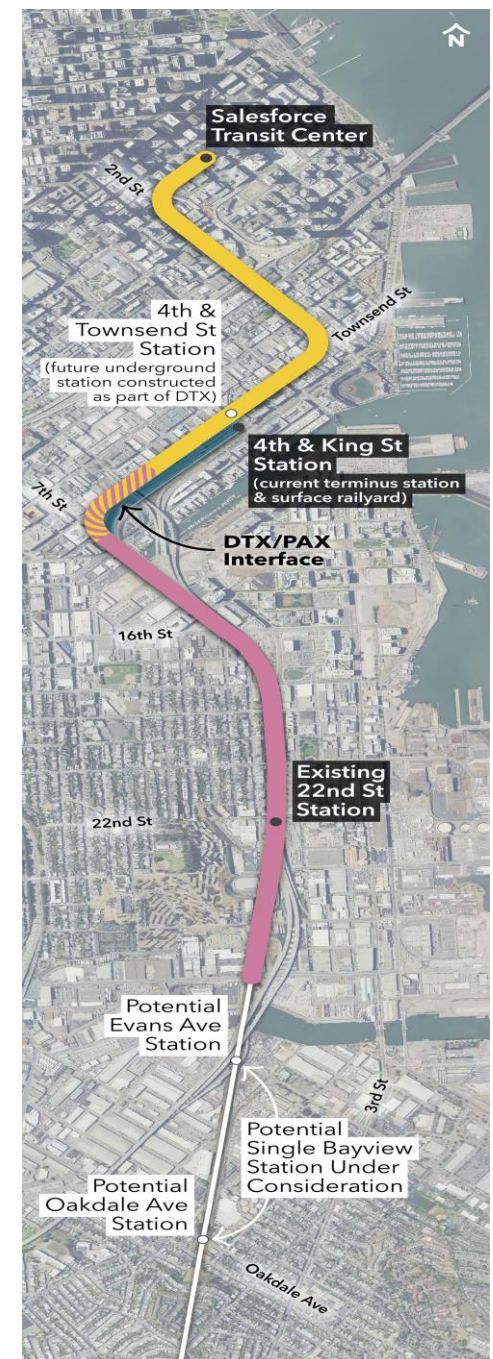 N
Salesforce
Transit Center
2nd St
4th &
Townsend St
Station
(future underground
station constructed
as part of DTX)
Townsend St
4th & King St
Station
(current terminus station
& surface railyard)
7th St
DTX/PAX
Interface
16th St
Existing
22nd St
Station
22nd St
Potential
Evans Ave
Station
3rd St
Potential
Single Bayview
Station Under
Consideration
Potential
Oakdale Ave
Station
Oakdale Ave